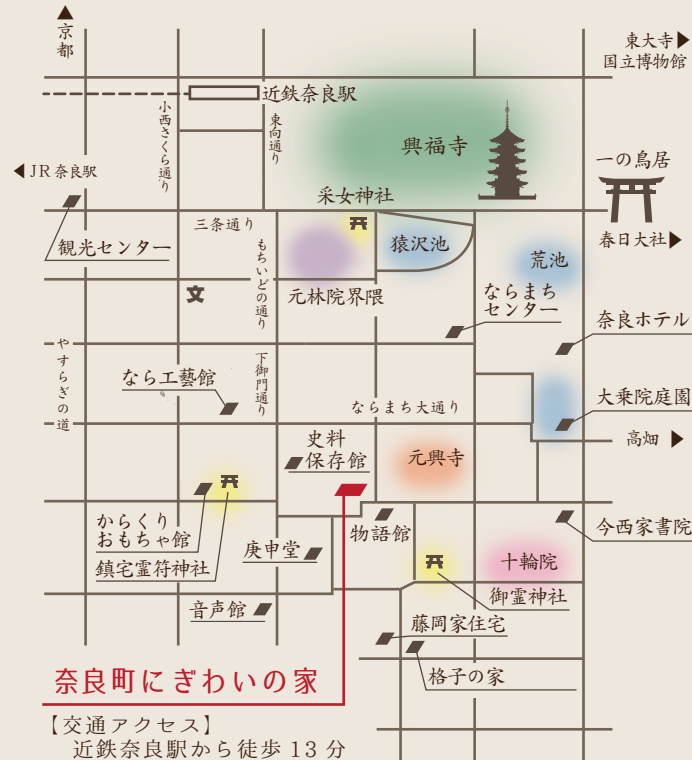 京都
東大寺
国立博物館
近鉄奈良駅
小西さくら通り
東向通り
興福寺
一の鳥居
JR奈良駅
采女神社
三条通り
猿沢池
春日大社
観光センター
もちいどの通り
荒池
元林院界隈
ならまち
センター
文
奈良ホテル
やすらぎの道
なら工藝館
下御門通り
ならまち大通り
大乗院庭園
高畑
史料
保存館
元興寺
からくり
おもちゃ館
物語館
今西家書院
庚申堂
鎮宅霊符神社
十輪院
御霊神社
音声館
藤岡家住宅
格子の家
奈良町にぎわいの家
【交通アクセス】
近鉄奈良駅から徒歩 13 分